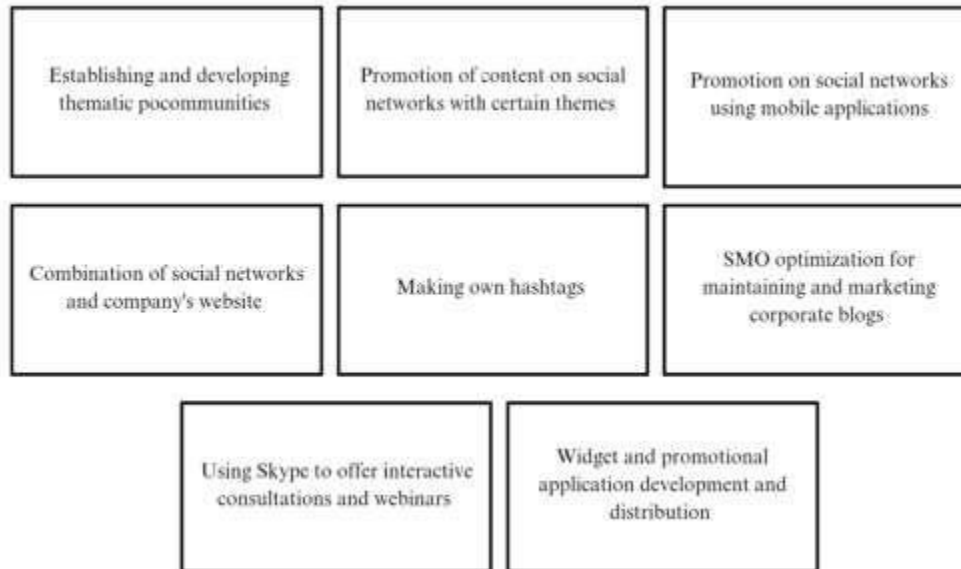 Establishing and developing
thematic pocommunities
Promotion of content on social
networks with certain themes
Promotion on social networks
using mobile applications
Combination of social networks
and company's website
Making own hashtags
SMO optimization for
maintaining and marketing
corporate blogs
Using Skype to offer interactive
consultations and webinars
Widget and promotional
application development and
distribution